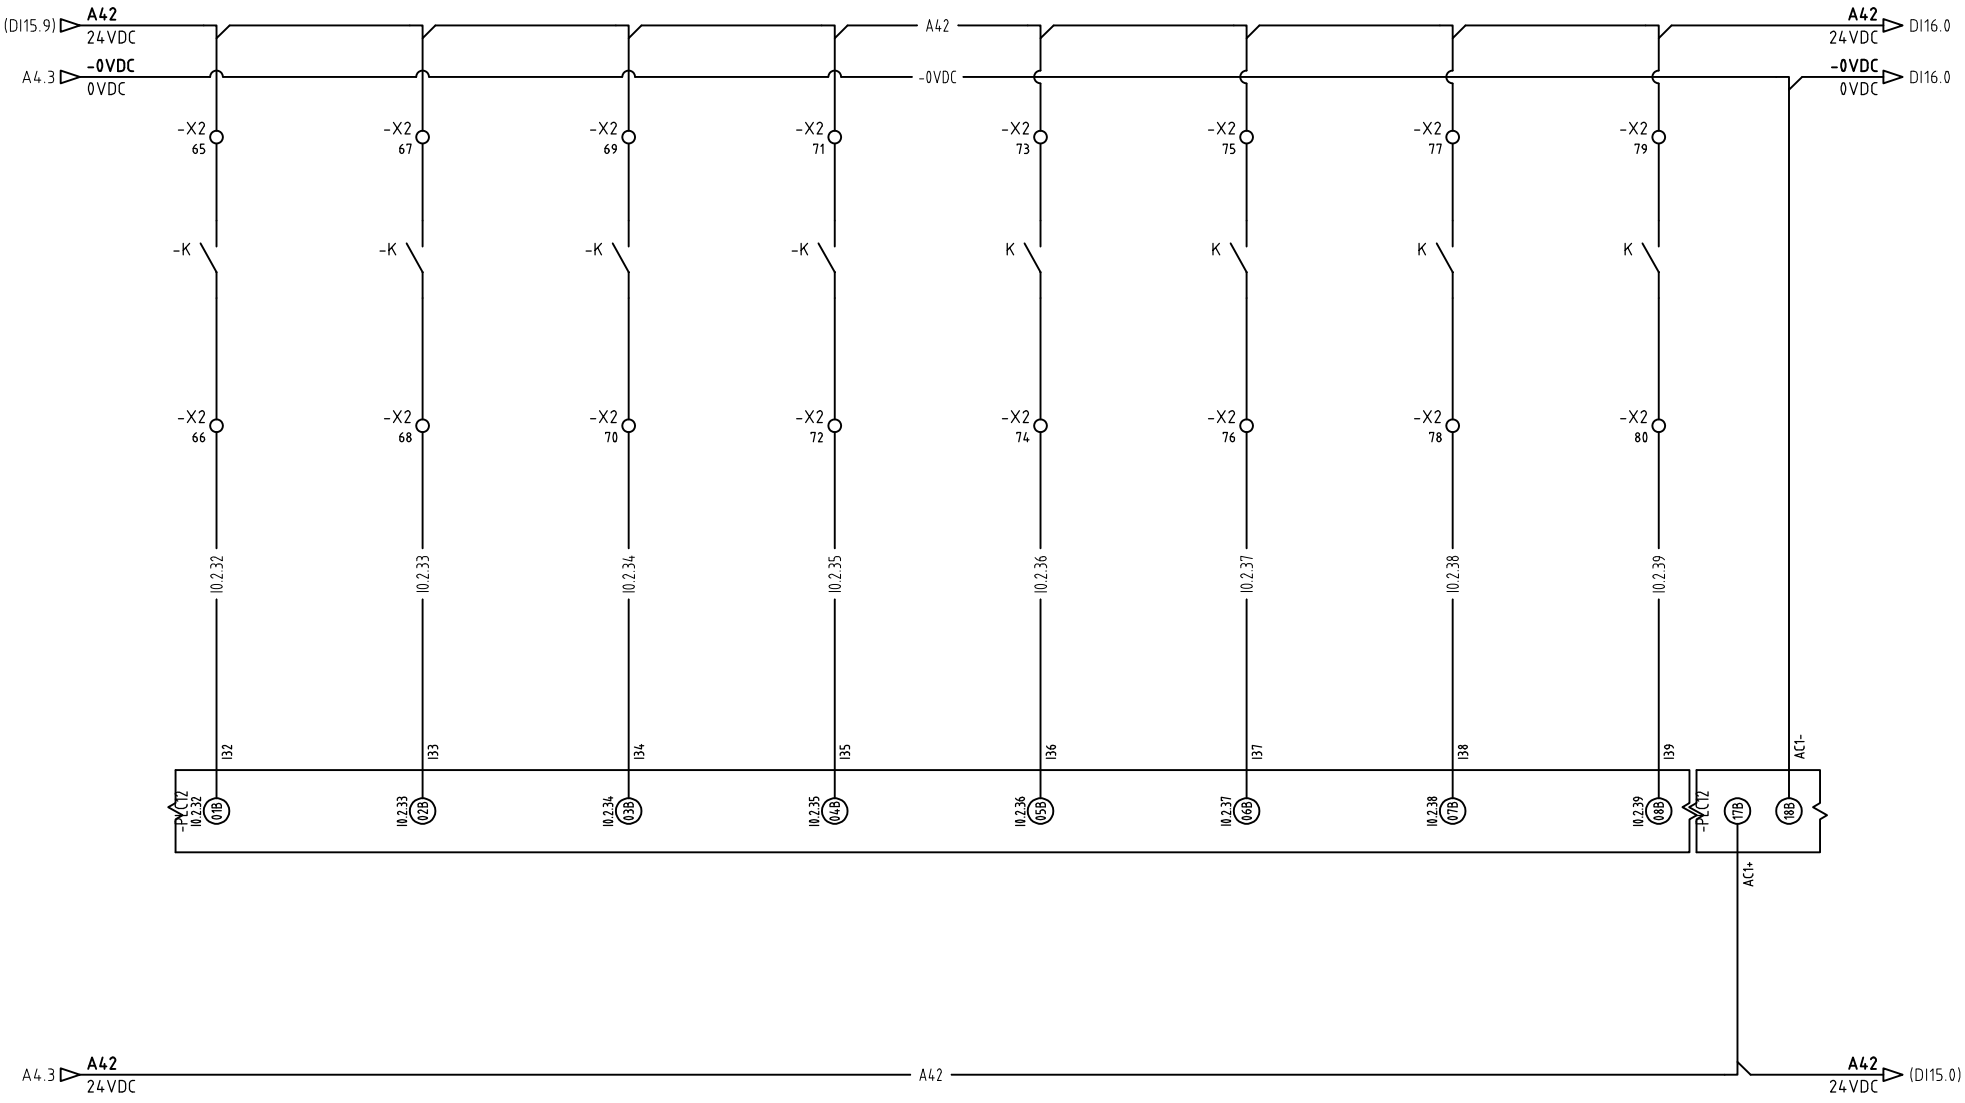 (DI15.9) A42 A42 A42 DI16.0
24VDC 24VDC
A4.3 -0VDC -0VDC -0VDC DI16.0
0VDC 0VDC
-X2 -X2 -X2 -X2 -X2 -X2 -X2 -X2
65 67 69 71 73 75 77 79
-K -K -K -K K K K K
-X2 -X2 -X2 -X2 -X2 -X2 -X2 -X2
66 68 70 72 74 76 78 80
I0.2.32 I0.2.33 I0.2.34 I0.2.35 I0.2.36 I0.2.37 I0.2.38 I0.2.39
I32 I33 I34 I35 I36 I37 I38 I39 AC1-
-PLC12 I0.2.32 01B I0.2.33 02B I0.2.34 03B I0.2.35 04B I0.2.36 05B I0.2.37 06B I0.2.38 07B I0.2.39 08B -PLC12 17B 18B
AC1+
A4.3 A42 A42 A42 (DI15.0)
24VDC 24VDC